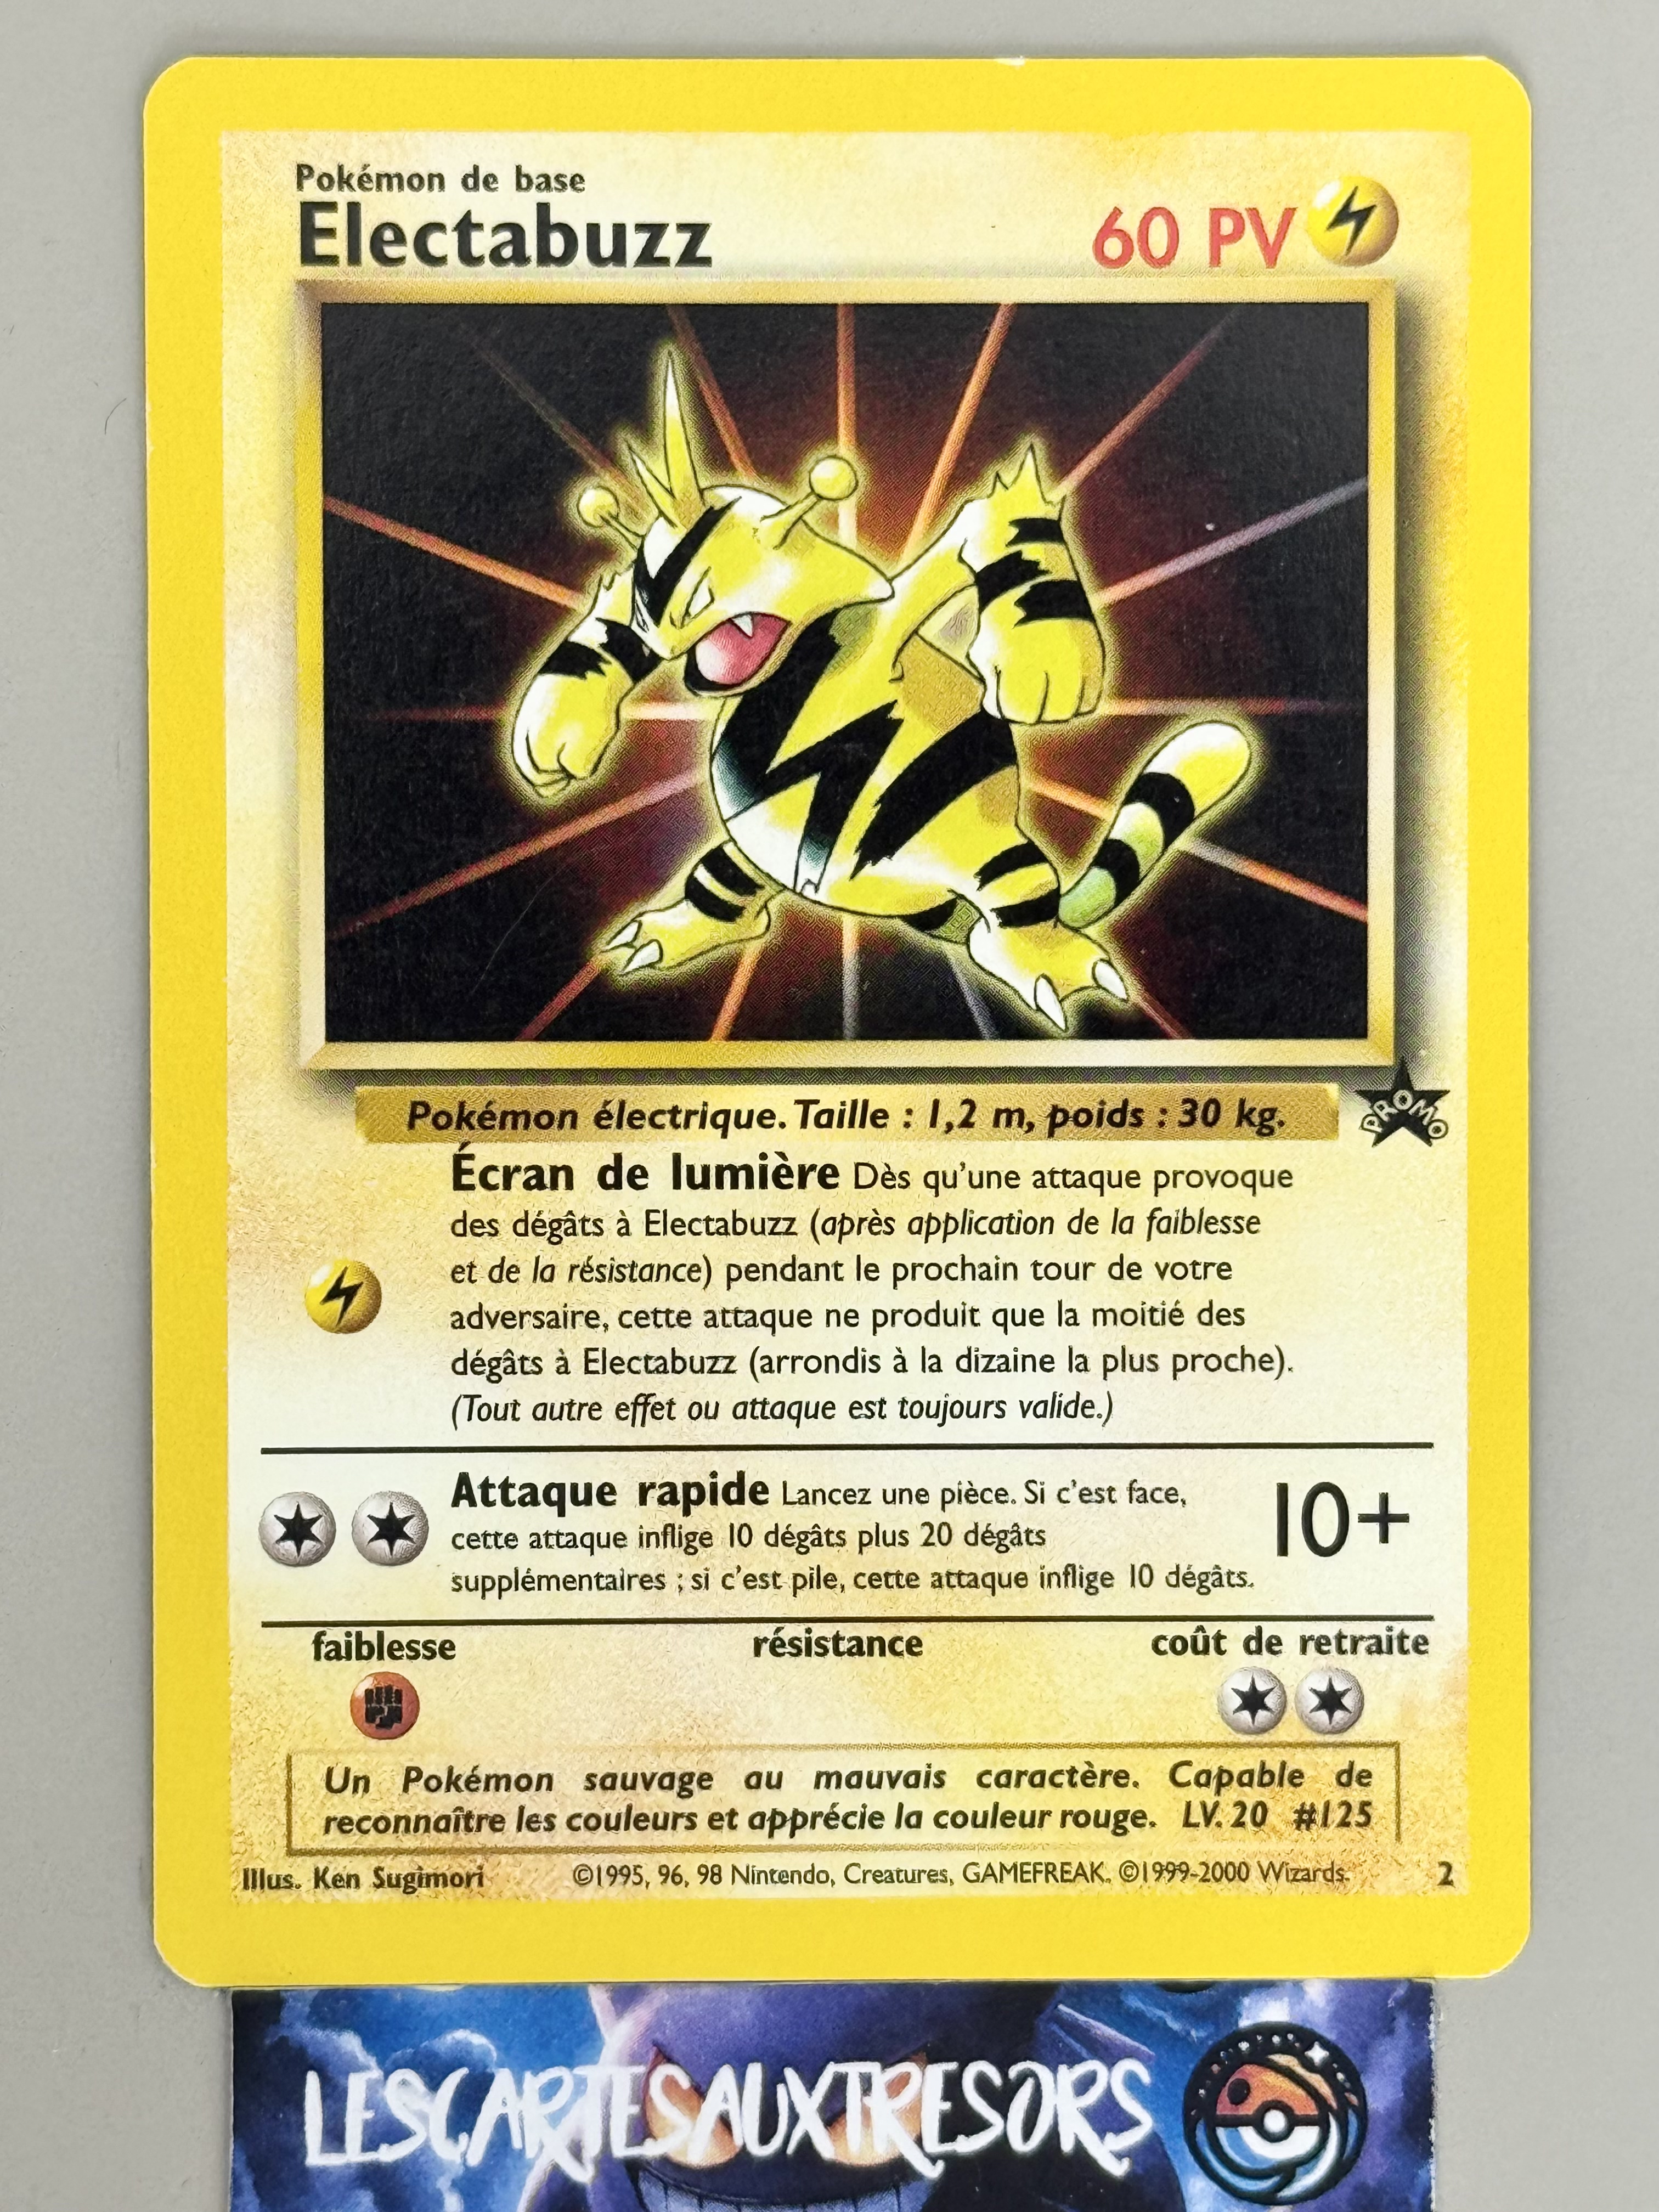 Pokémon de base
Electabuzz 60 PV
Pokémon électrique. Taille : 1,2 m, poids : 30 kg.
PROMO
Écran de lumière Dès qu'une attaque provoque
des dégâts à Electabuzz (après application de la faiblesse
et de la résistance) pendant le prochain tour de votre
adversaire, cette attaque ne produit que la moitié des
dégâts à Electabuzz (arrondis à la dizaine la plus proche).
(Tout autre effet ou attaque est toujours valide.)
Attaque rapide Lancez une pièce. Si c'est face, 10+
cette attaque inflige 10 dégâts plus 20 dégâts
supplémentaires ; si c'est pile, cette attaque inflige 10 dégâts.
faiblesse résistance coût de retraite
Un Pokémon sauvage au mauvais caractère. Capable de
reconnaître les couleurs et apprécie la couleur rouge. LV. 20 #125
Illus. Ken Sugimori ©1995, 96, 98 Nintendo, Creatures, GAMEFREAK. ©1999-2000 Wizards. 2
LESCARTESAUXTRESORS